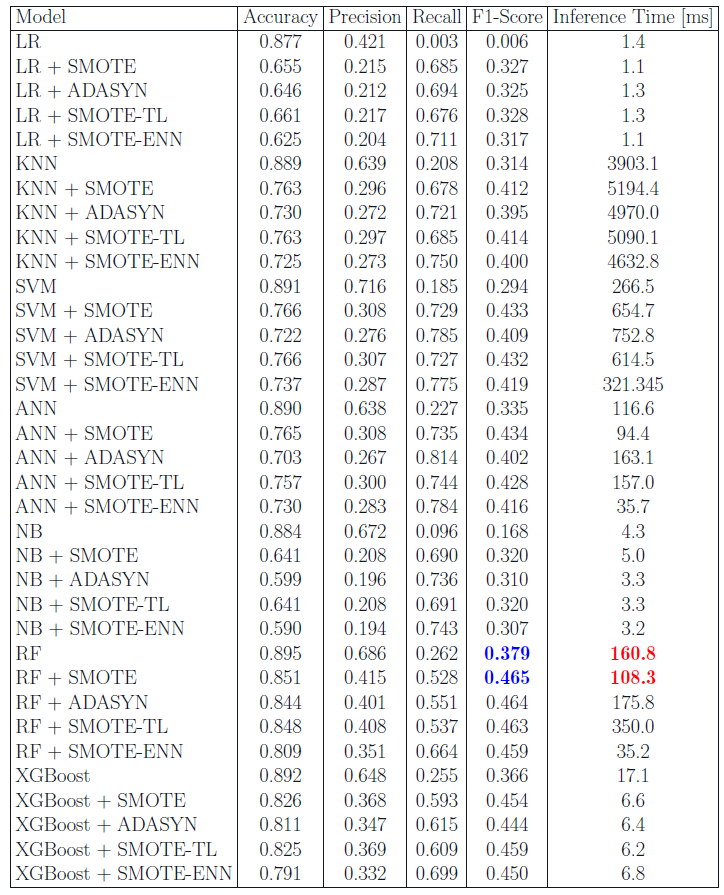 Model Accuracy Precision Recall F1-Score Inference Time [ms]
LR 0.877 0.421 0.003 0.006 1.4
LR + SMOTE 0.655 0.215 0.685 0.327 1.1
LR + ADASYN 0.646 0.212 0.694 0.325 1.3
LR + SMOTE-TL 0.661 0.217 0.676 0.328 1.3
LR + SMOTE-ENN 0.625 0.204 0.711 0.317 1.1
KNN 0.889 0.639 0.208 0.314 3903.1
KNN + SMOTE 0.763 0.296 0.678 0.412 5194.4
KNN + ADASYN 0.730 0.272 0.721 0.395 4970.0
KNN + SMOTE-TL 0.763 0.297 0.685 0.414 5090.1
KNN + SMOTE-ENN 0.725 0.273 0.750 0.400 4632.8
SVM 0.891 0.716 0.185 0.294 266.5
SVM + SMOTE 0.766 0.308 0.729 0.433 654.7
SVM + ADASYN 0.722 0.276 0.785 0.409 752.8
SVM + SMOTE-TL 0.766 0.307 0.727 0.432 614.5
SVM + SMOTE-ENN 0.737 0.287 0.775 0.419 321.345
ANN 0.890 0.638 0.227 0.335 116.6
ANN + SMOTE 0.765 0.308 0.735 0.434 94.4
ANN + ADASYN 0.703 0.267 0.814 0.402 163.1
ANN + SMOTE-TL 0.757 0.300 0.744 0.428 157.0
ANN + SMOTE-ENN 0.730 0.283 0.784 0.416 35.7
NB 0.884 0.672 0.096 0.168 4.3
NB + SMOTE 0.641 0.208 0.690 0.320 5.0
NB + ADASYN 0.599 0.196 0.736 0.310 3.3
NB + SMOTE-TL 0.641 0.208 0.691 0.320 3.3
NB + SMOTE-ENN 0.590 0.194 0.743 0.307 3.2
RF 0.895 0.686 0.262 0.379 160.8
RF + SMOTE 0.851 0.415 0.528 0.465 108.3
RF + ADASYN 0.844 0.401 0.551 0.464 175.8
RF + SMOTE-TL 0.848 0.408 0.537 0.463 350.0
RF + SMOTE-ENN 0.809 0.351 0.664 0.459 35.2
XGBoost 0.892 0.648 0.255 0.366 17.1
XGBoost + SMOTE 0.826 0.368 0.593 0.454 6.6
XGBoost + ADASYN 0.811 0.347 0.615 0.444 6.4
XGBoost + SMOTE-TL 0.825 0.369 0.609 0.459 6.2
XGBoost + SMOTE-ENN 0.791 0.332 0.699 0.450 6.8